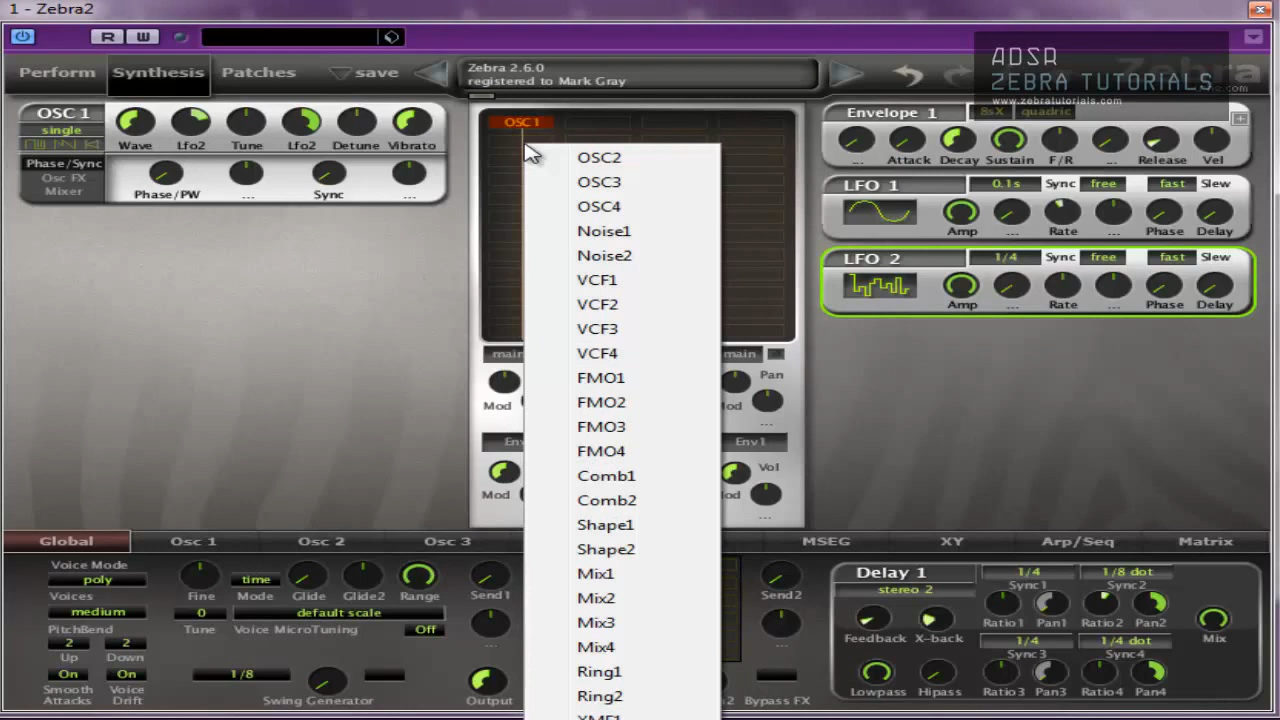 1 - Zebra2
R W
ADSR
ZEBRA TUTORIALS
www.zebratutorials.com
Perform Synthesis Patches save
Zebra 2.6.0
registered to Mark Gray
OSC 1
single
Wave Lfo2 Tune Lfo2 Detune Vibrato
Phase/Sync
Osc FX
Mixer
Phase/PW ... Sync ...
OSC1
OSC2
OSC3
OSC4
Noise1
Noise2
VCF1
VCF2
VCF3
VCF4
FMO1
FMO2
FMO3
FMO4
Comb1
Comb2
Shape1
Shape2
Mix1
Mix2
Mix3
Mix4
Ring1
Ring2
XMF1
main
Mod
Env
Mod
main
Pan
...
Env1
Vol
...
Envelope 1 8sX quadric
... Attack Decay Sustain F/R ... Release Vel
LFO 1 0.1s Sync free fast Slew
Amp ... Rate ... Phase Delay
LFO 2 1/4 Sync free fast Slew
Amp ... Rate ... Phase Delay
Global Osc 1 Osc 2 Osc 3 MSEG XY Arp/Seq Matrix
Voice Mode
poly
Voices
medium
PitchBend
2 2
Up Down
On On
Smooth Attacks
Voice Drift
Fine time Mode Glide Glide2 Range
0 default scale
Tune Voice MicroTuning Off
1/8
Swing Generator
Send1
...
Output
Send2
...
Bypass FX
Delay 1
stereo 2
Feedback X-back
Lowpass Hipass
1/4 1/8 dot
Sync1 Sync2
Ratio1 Pan1 Ratio2 Pan2
1/4 1/4 dot
Sync3 Sync4
Ratio3 Pan3 Ratio4 Pan4
Mix